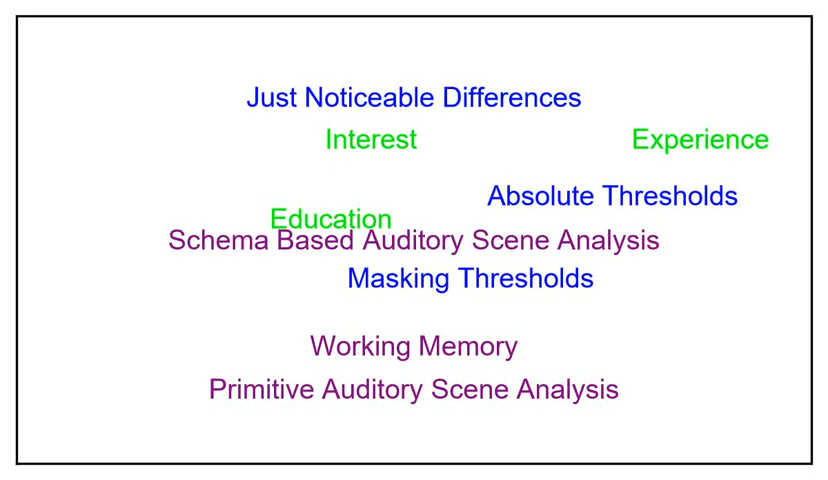 Just Noticeable Differences
Interest
Experience
Absolute Thresholds
Education
Schema Based Auditory Scene Analysis
Masking Thresholds
Working Memory
Primitive Auditory Scene Analysis